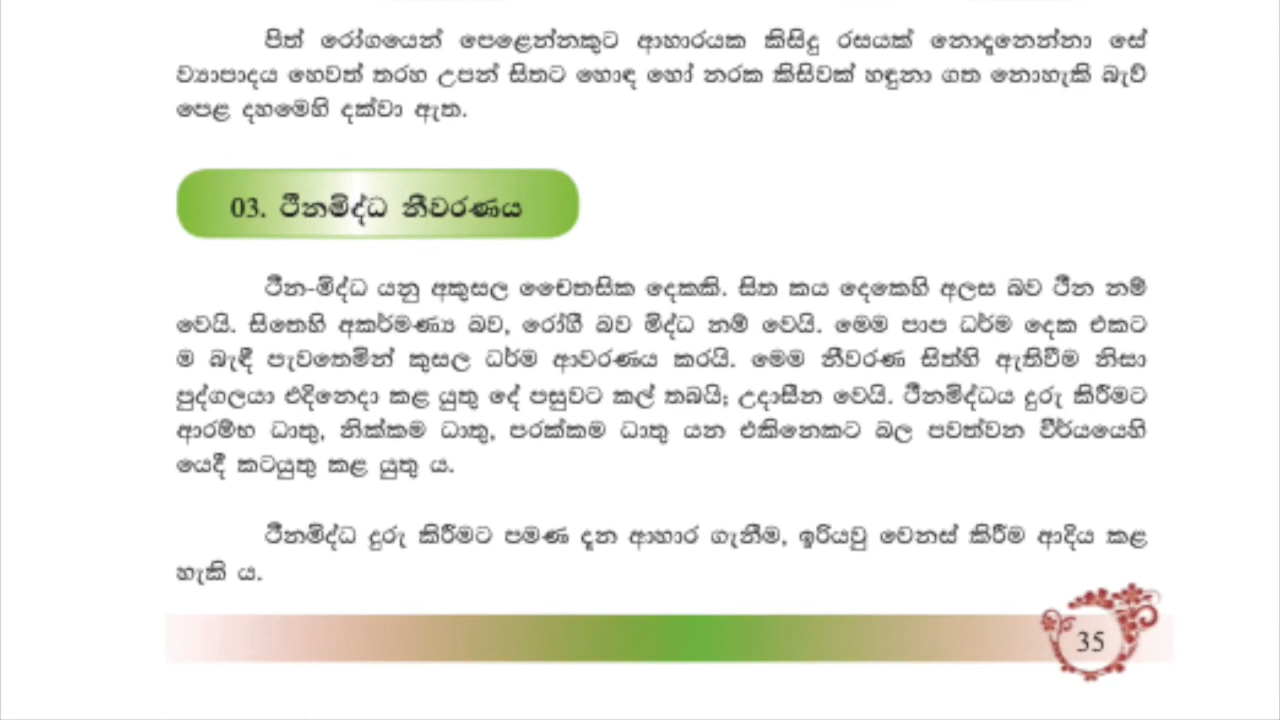 පිත් රෝගයෙන් පෙළෙන්නකුට ආහාරයක කිසිදු රසයක් නොදැනෙන්නා සේ
ව්‍යාපාදය හෙවත් තරහ උපන් සිතට හොඳ හෝ නරක කිසිවක් හඳුනා ගත නොහැකි බැව්
පෙළ දහමෙහි දක්වා ඇත.
03. ථීනමිද්ධ නීවරණය
ථීන-මිද්ධ යනු අකුසල චෛතසික දෙකකි. සිත කය දෙකෙහි අලස බව ථීන නම්
වෙයි. සිතෙහි අකර්මණ්‍ය බව, රෝගී බව මිද්ධ නම් වෙයි. මෙම පාප ධර්ම දෙක එකට
ම බැඳී පැවතෙමින් කුසල ධර්ම ආවරණය කරයි. මෙම නීවරණ සිත්හි ඇතිවීම නිසා
පුද්ගලයා එදිනෙදා කළ යුතු දේ පසුවට කල් තබයි; උදාසීන වෙයි. ථීනමිද්ධය දුරු කිරීමට
ආරම්භ ධාතු, නික්කම ධාතු, පරක්කම ධාතු යන එකිනෙකට බල පවත්වන වීර්යයෙහි
යෙදී කටයුතු කළ යුතු ය.
ථීනමිද්ධ දුරු කිරීමට පමණ දැන ආහාර ගැනීම, ඉරියවු වෙනස් කිරීම ආදිය කළ
හැකි ය.
35